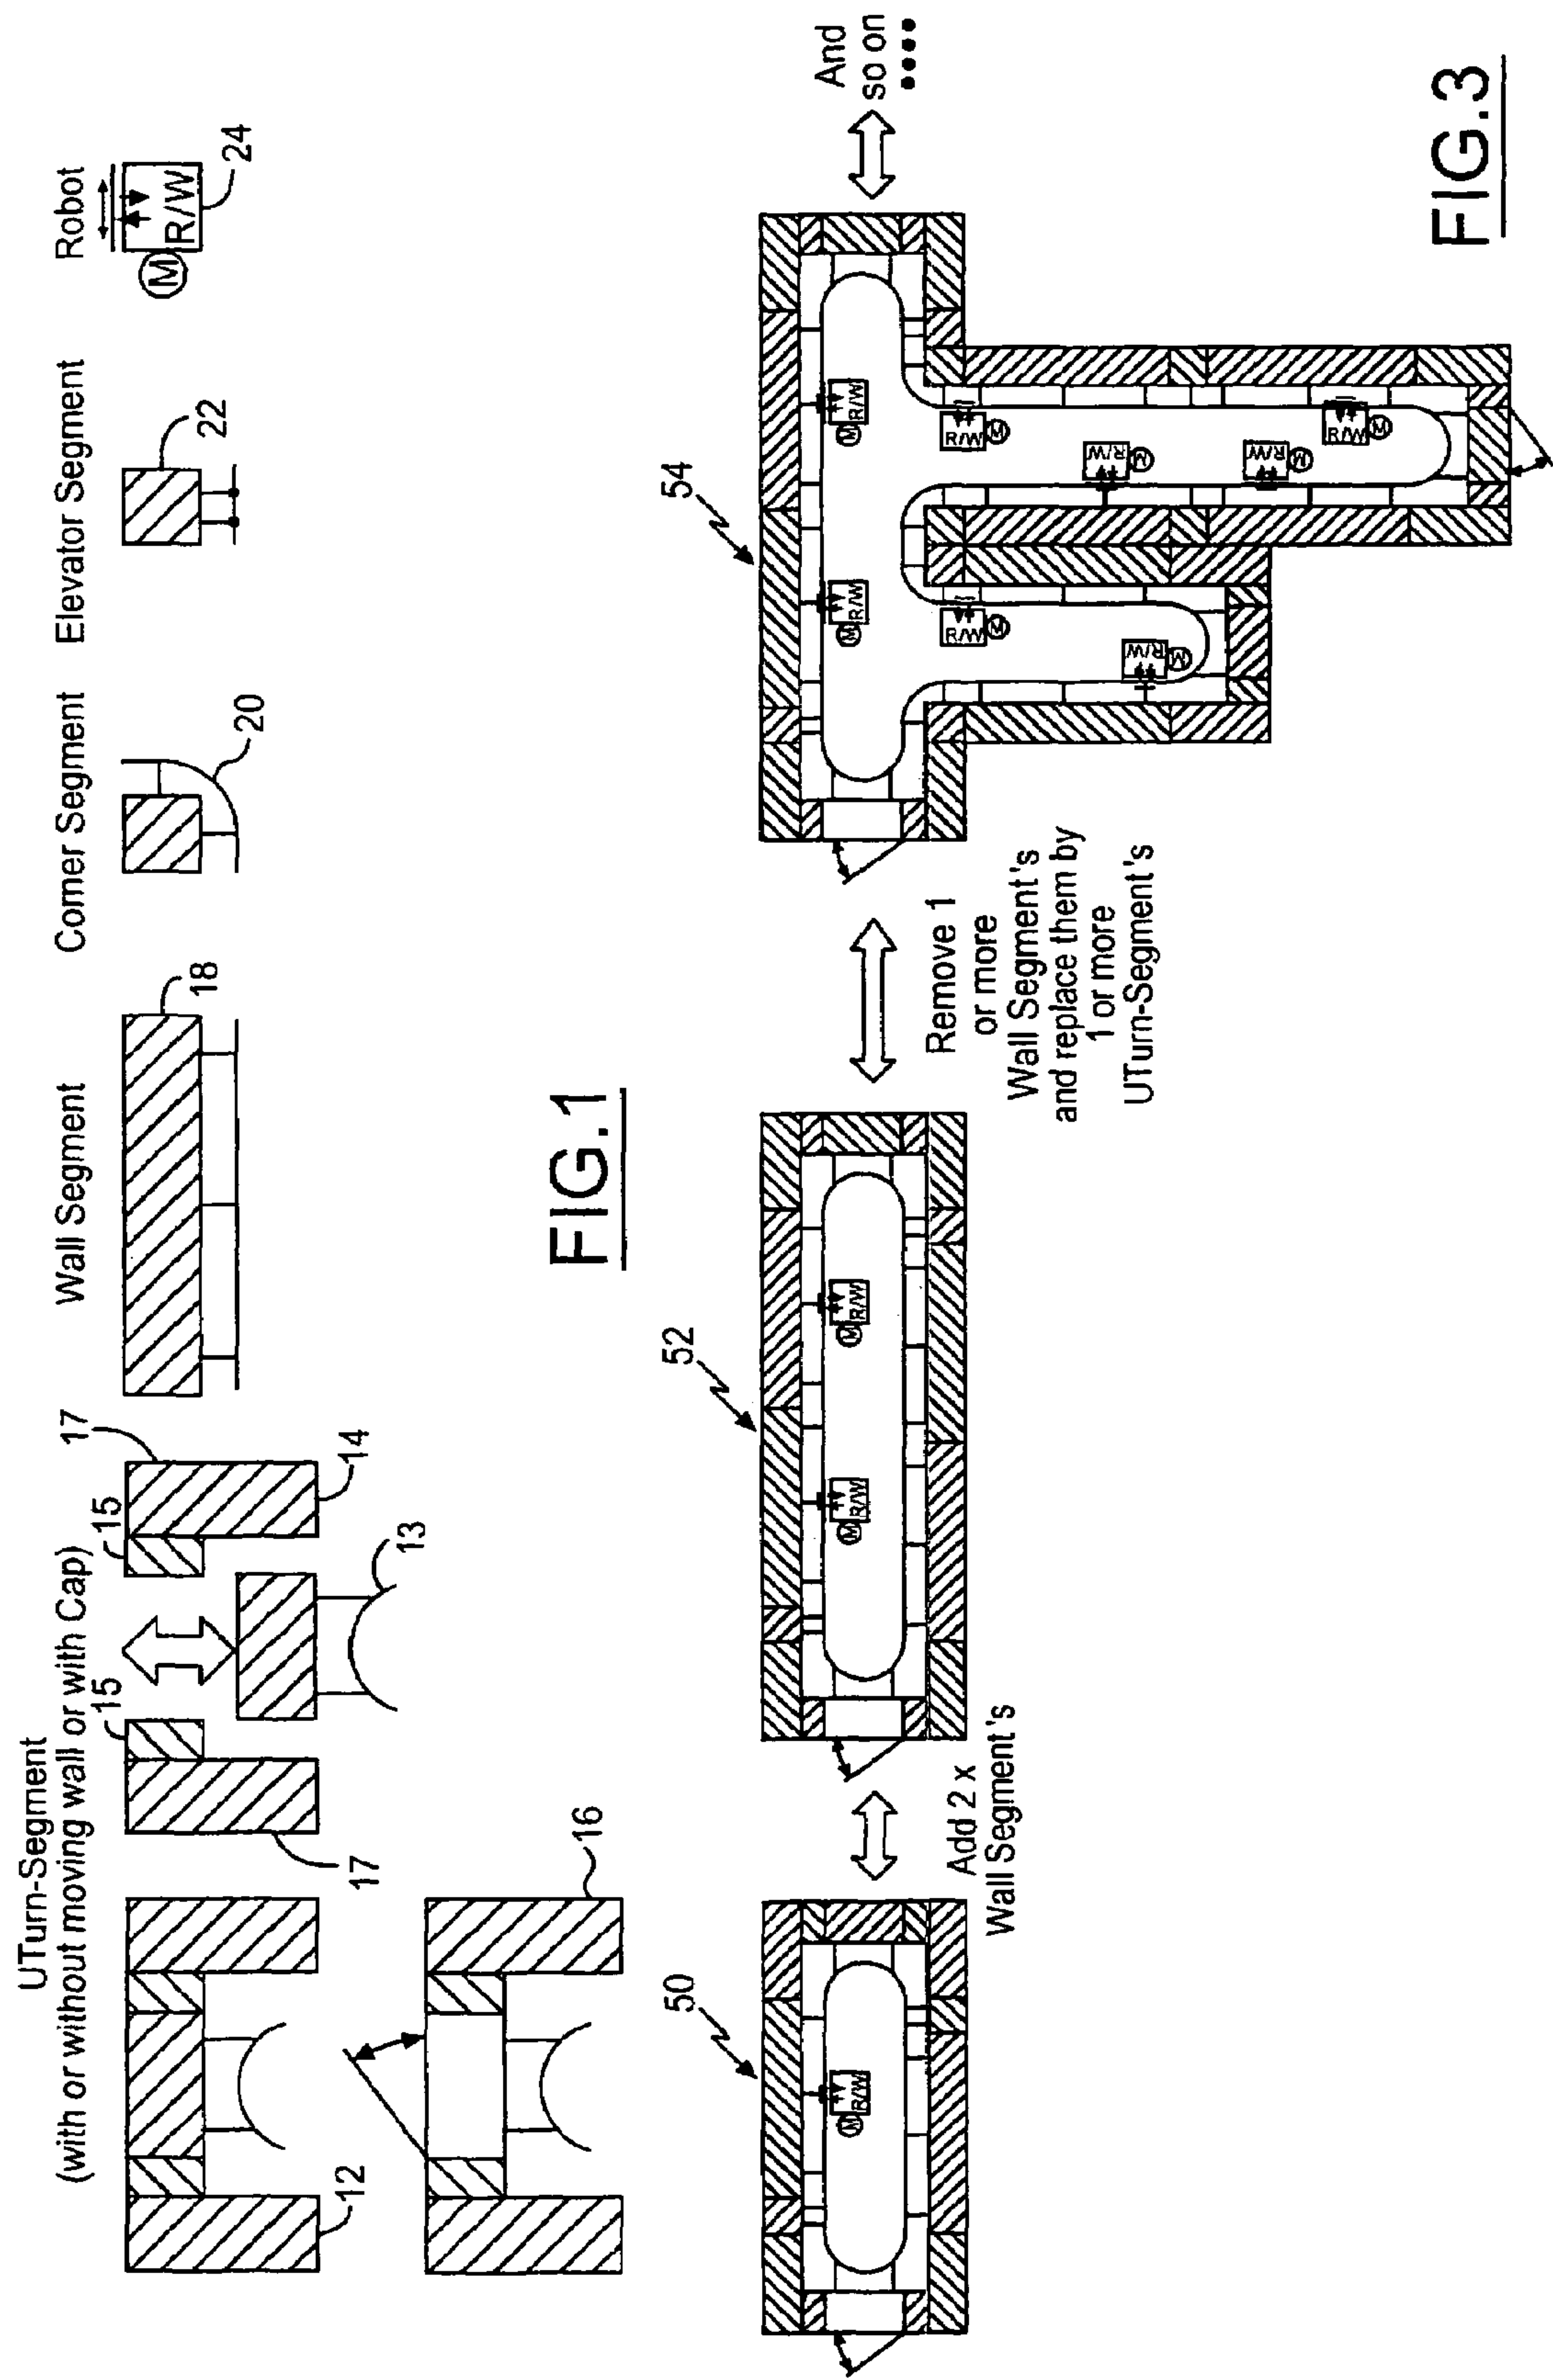 UTurn-Segment
(with or without moving wall or with Cap)
Wall Segment
Corner Segment
Elevator Segment
Robot
12
17
15
15
17
14
13
16
18
20
22
M
R/W
24
FIG.1
50
M
R/W
Add 2 x
Wall Segment's
52
M
R/W
M
R/W
Remove 1
or more
Wall Segment's
and replace them by
1 or more
UTurn-Segment's
54
M
R/W
M
R/W
R/W
M
R/W
M
R/W
M
R/W
M
R/W
M
R/W
M
And
so on
••••
FIG.3